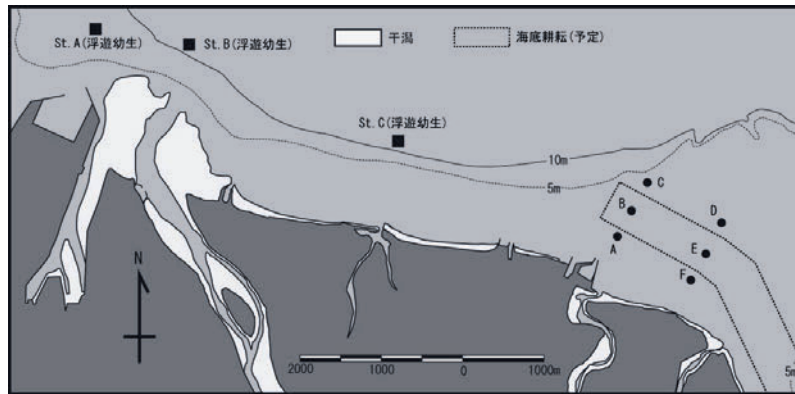 St. A(浮遊幼生)
St. B(浮遊幼生)
干潟
海底耕耘(予定)
St. C(浮遊幼生)
10m
5m
C
B
D
A
E
F
N
2000 1000 0 1000m
5m